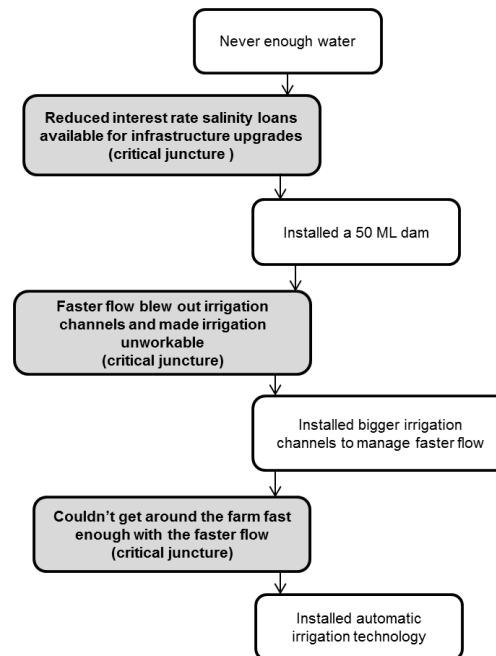 Never enough water
Reduced interest rate salinity loans
available for infrastructure upgrades
(critical juncture )
Installed a 50 ML dam
Faster flow blew out irrigation
channels and made irrigation
unworkable
(critical juncture)
Installed bigger irrigation
channels to manage faster flow
Couldn’t get around the farm fast
enough with the faster flow
(critical juncture)
Installed automatic
irrigation technology